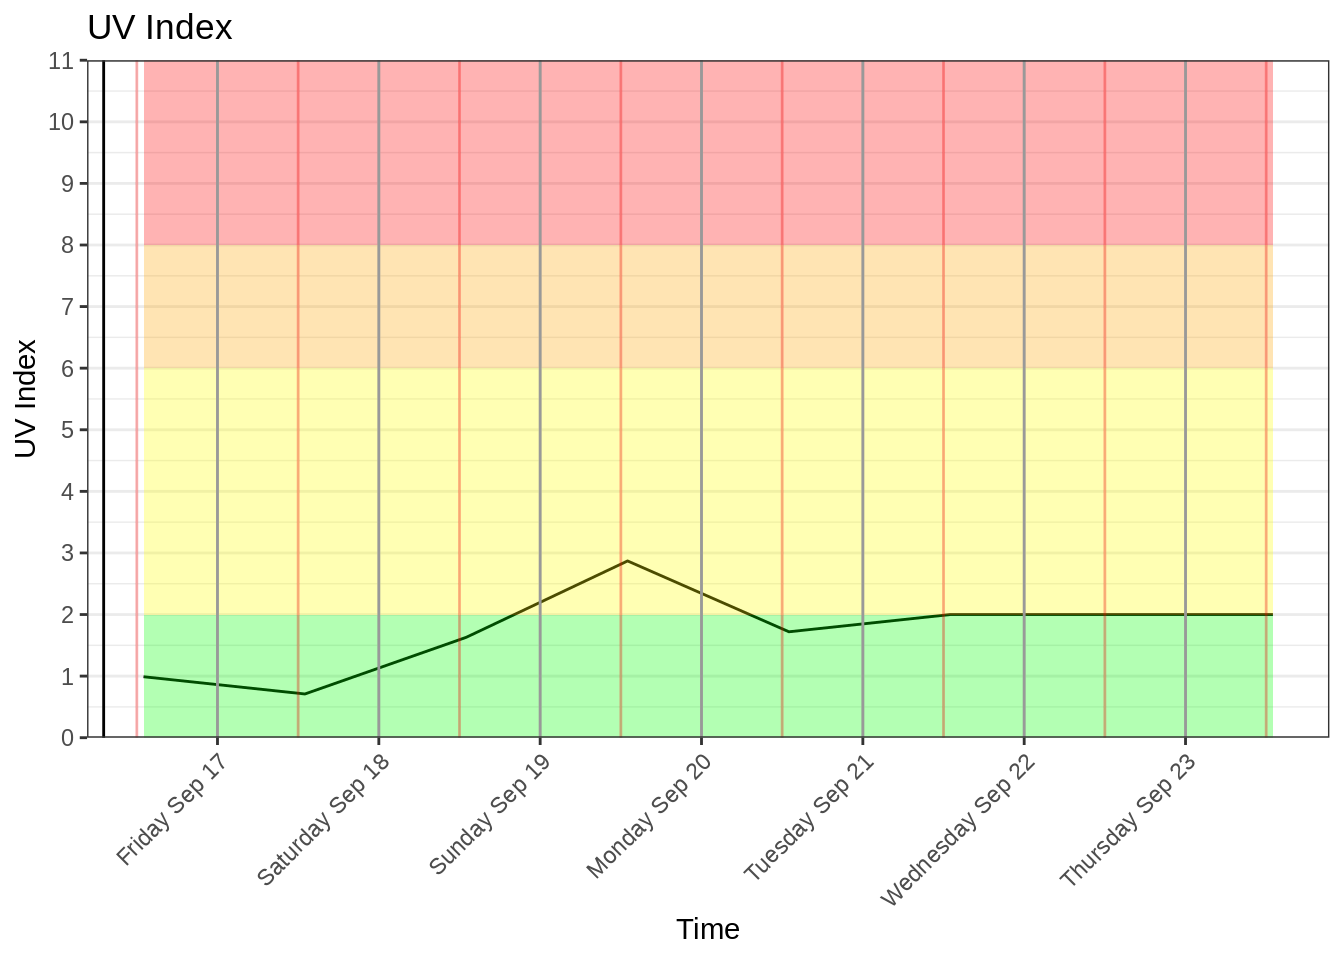 UV Index
11
10
9
8
7
6
5
4
3
2
1
0
UV Index
Friday Sep 17
Saturday Sep 18
Sunday Sep 19
Monday Sep 20
Tuesday Sep 21
Wednesday Sep 22
Thursday Sep 23
Time